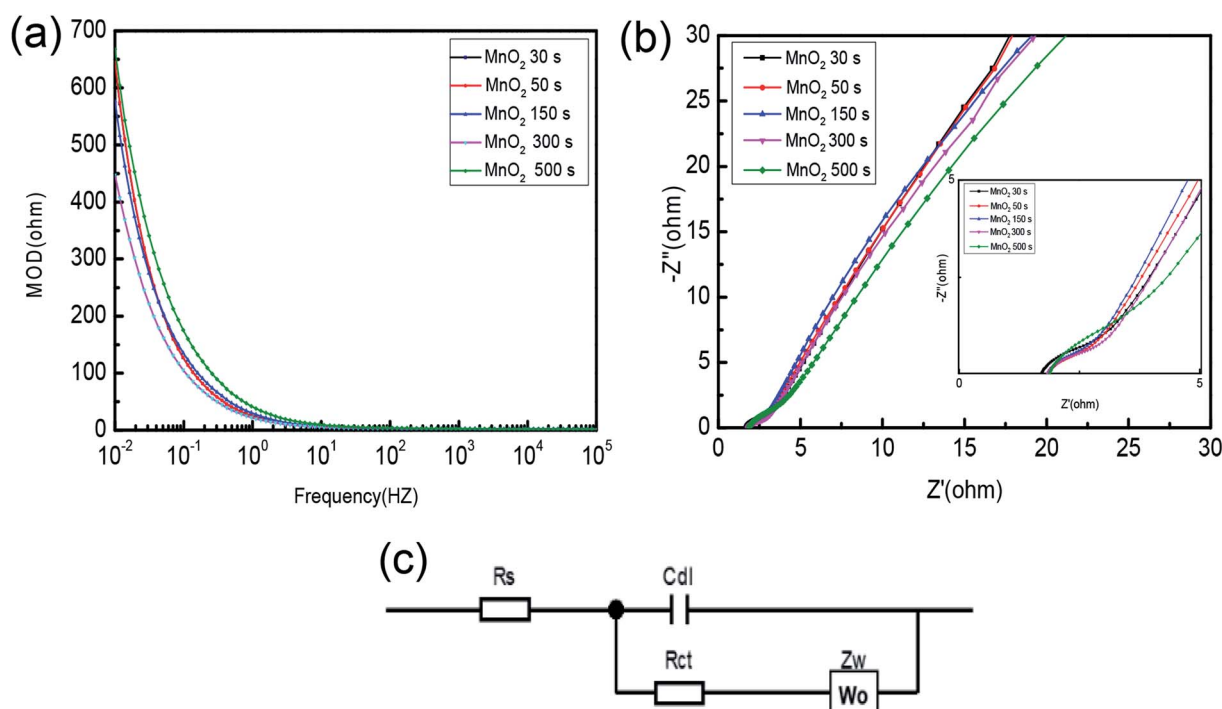 (a)
700
600
500
400
300
200
100
0
MOD(ohm)
10⁻² 10⁻¹ 10⁰ 10¹ 10² 10³ 10⁴ 10⁵
Frequency(HZ)
MnO₂ 30 s
MnO₂ 50 s
MnO₂ 150 s
MnO₂ 300 s
MnO₂ 500 s
(b)
30
25
20
15
10
5
0
-Z"(ohm)
0 5 10 15 20 25 30
Z'(ohm)
MnO₂ 30 s
MnO₂ 50 s
MnO₂ 150 s
MnO₂ 300 s
MnO₂ 500 s
5
-Z"(ohm)
MnO₂ 30 s
MnO₂ 50 s
MnO₂ 150 s
MnO₂ 300 s
MnO₂ 500 s
0 5
Z'(ohm)
(c)
Rs
Cdl
Rct
Zw
Wo